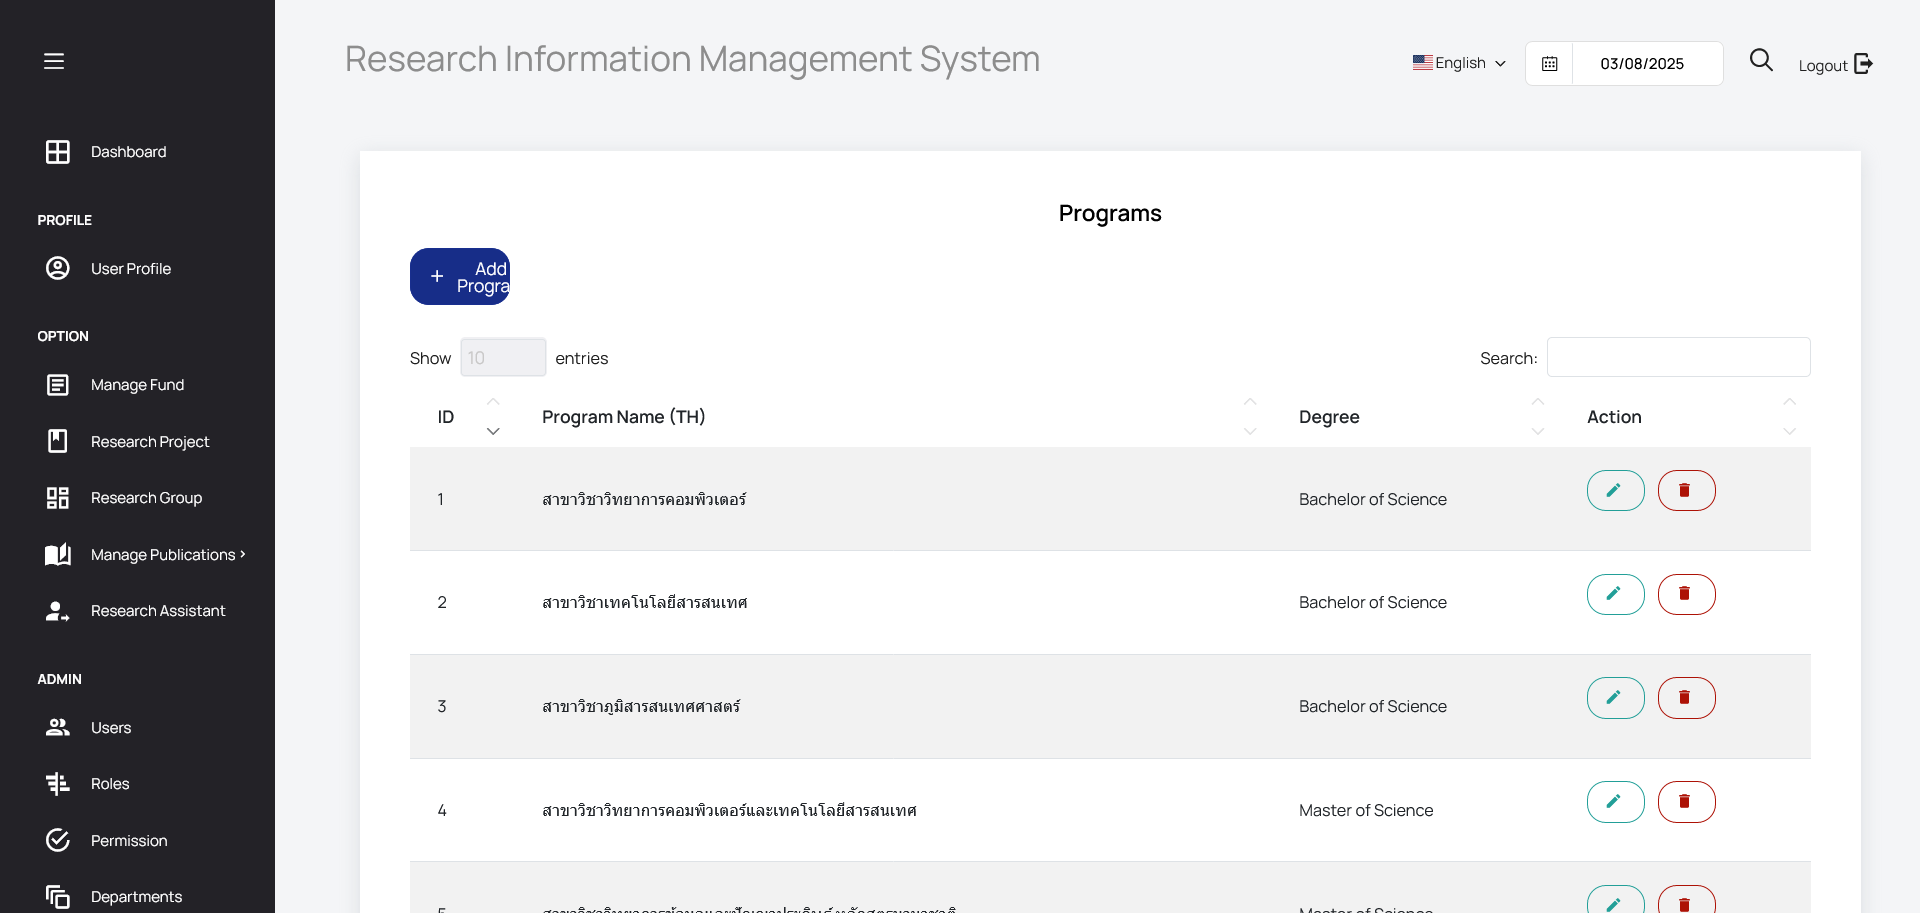 Research Information Management System
English
03/08/2025
Logout
Dashboard
PROFILE
User Profile
OPTION
Manage Fund
Research Project
Research Group
Manage Publications
Research Assistant
ADMIN
Users
Roles
Permission
Departments
Programs
Add
Progra
Show 10 entries
Search:
ID Program Name (TH) Degree Action
1 สาขาวิชาวิทยาการคอมพิวเตอร์ Bachelor of Science
2 สาขาวิชาเทคโนโลยีสารสนเทศ Bachelor of Science
3 สาขาวิชาภูมิสารสนเทศศาสตร์ Bachelor of Science
4 สาขาวิชาวิทยาการคอมพิวเตอร์และเทคโนโลยีสารสนเทศ Master of Science
5 Master of Science